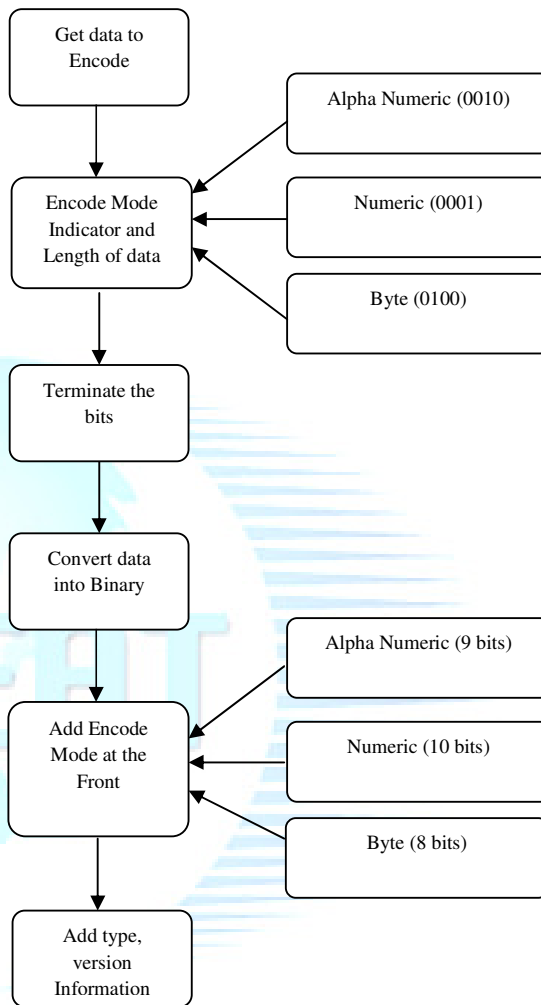 Get data to
Encode
Alpha Numeric (0010)
Encode Mode
Indicator and
Length of data
Numeric (0001)
Byte (0100)
Terminate the
bits
Convert data
into Binary
Alpha Numeric (9 bits)
Add Encode
Mode at the
Front
Numeric (10 bits)
Byte (8 bits)
Add type,
version
Information